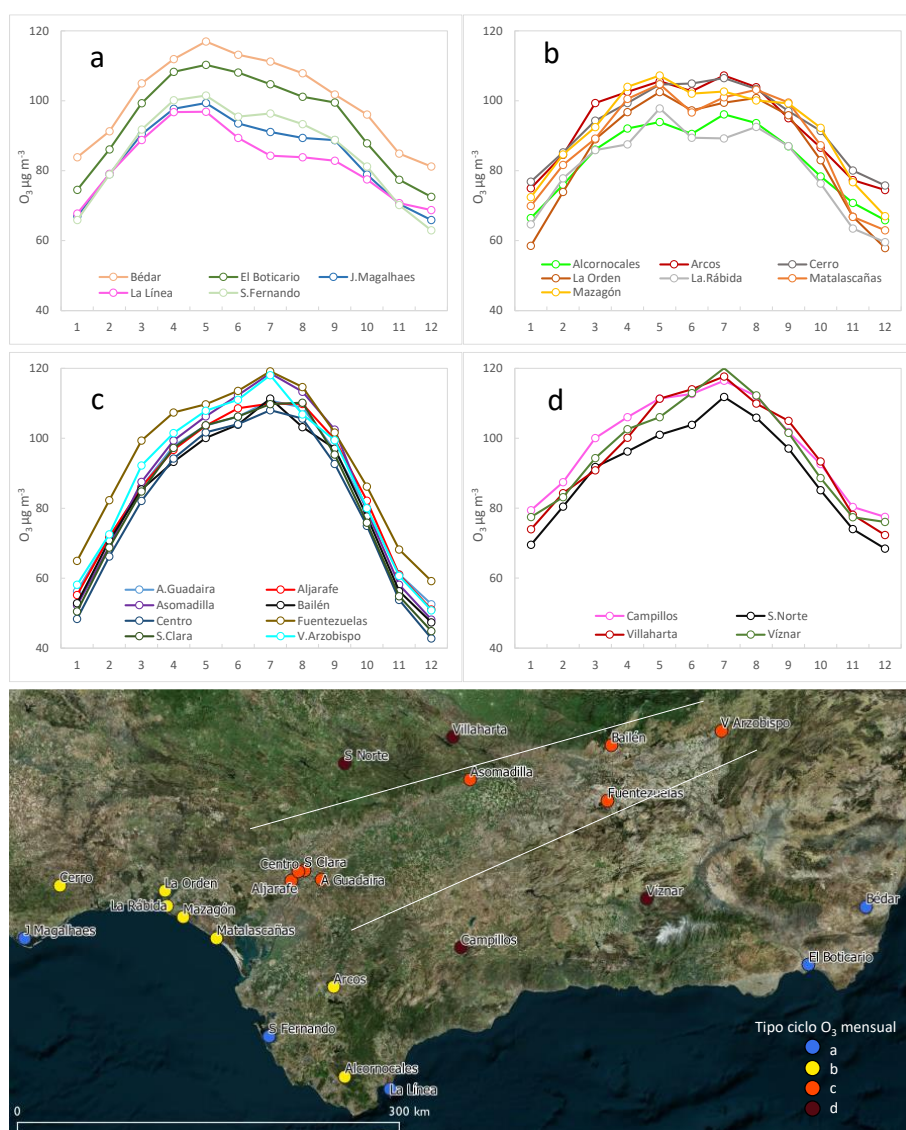 a
120
100
80
60
40
O3 µg m-3
Bédar El Boticario J.Magalhaes
La Línea S.Fernando
1 2 3 4 5 6 7 8 9 10 11 12
b
120
100
80
60
40
O3 µg m-3
Alcornocales Arcos Cerro
La Orden La.Rábida Matalascañas
Mazagón
1 2 3 4 5 6 7 8 9 10 11 12
c
120
100
80
60
40
O3 µg m-3
A.Guadaira Aljarafe
Asomadilla Bailén
Centro Fuentezuelas
S.Clara V.Arzobispo
1 2 3 4 5 6 7 8 9 10 11 12
d
120
100
80
60
40
O3 µg m-3
Campillos S.Norte
Villaharta Víznar
1 2 3 4 5 6 7 8 9 10 11 12
Villaharta
V Arzobispo
Bailén
S Norte
Asomadilla
Fuentezuelas
Centro S Clara
Cerro
La Orden
Aljarafe A Guadaira
La Rábida
Mazagón
Víznar
Bédar
J Magalhaes
Matalascañas
Campillos
El Boticario
Arcos
S Fernando
Alcornocales
La Línea
Tipo ciclo O3 mensual
a
b
c
d
0 300 km